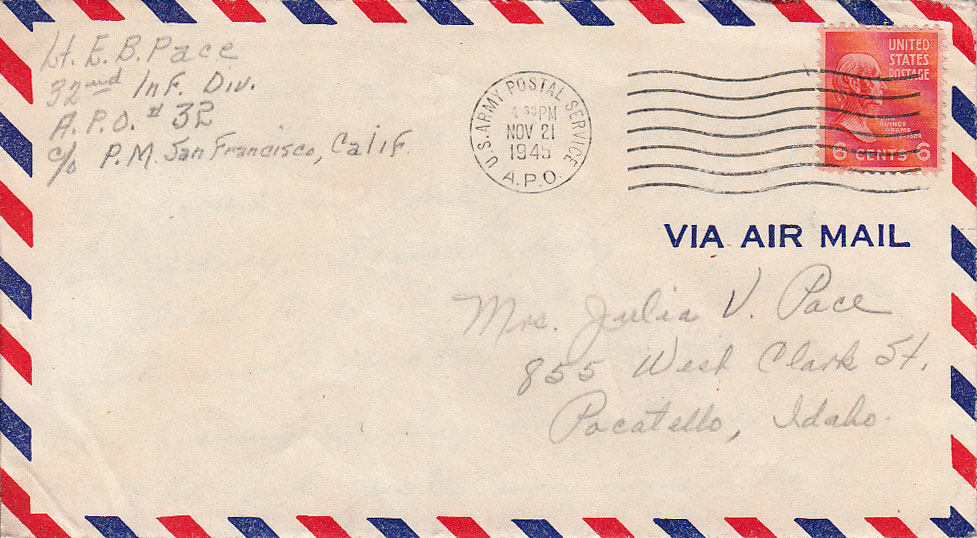 Lt. E. B. Pace
32nd Inf. Div.
A. P. O. # 32
c/o P. M. San Francisco, Calif.
U.S. ARMY POSTAL SERVICE
PM
NOV 21
1945
A.P.O.
UNITED
STATES
POSTAGE
QUINCY
ADAMS
6 CENTS 6
VIA AIR MAIL
Mrs. Julia V. Pace
855 West Clark St.
Pocatello, Idaho.